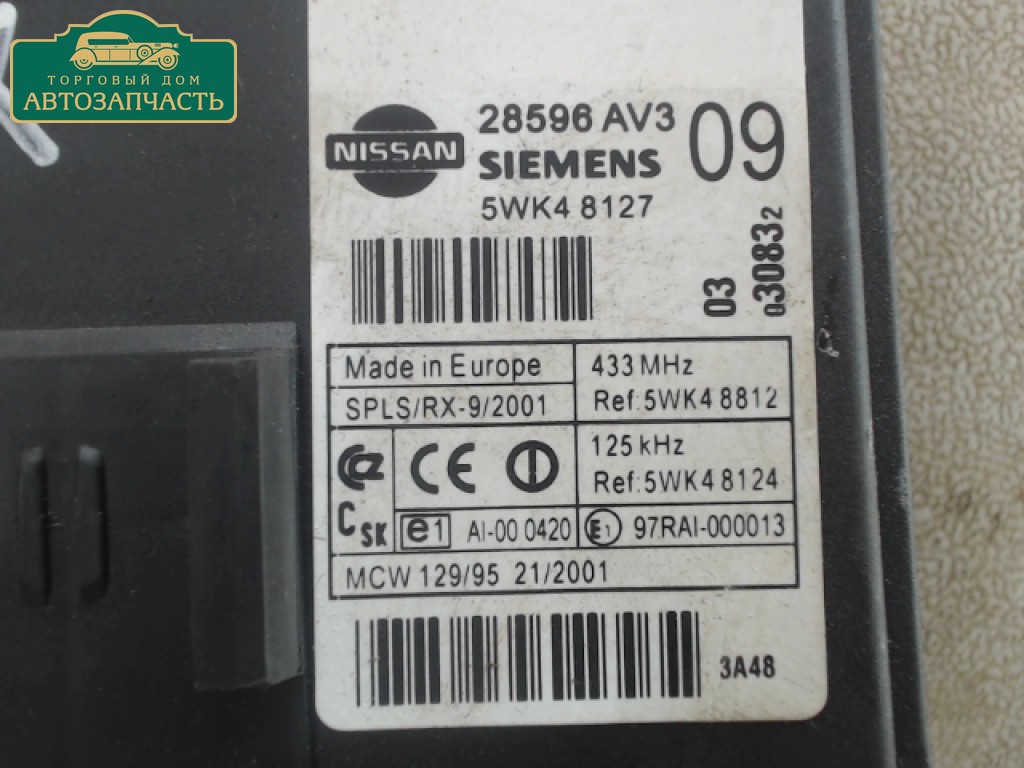 ТОРГОВЫЙ ДОМ
АВТОЗАПЧАСТЬ
NISSAN
28596 AV3
09
SIEMENS
5WK4 8127
03
030832
Made in Europe
433 MHz
SPLS/RX-9/2001
Ref:5WK4 8812
125 kHz
CE
Ref:5WK4 8124
CSK
e1
AI-00 0420
E1
97RAI-000013
MCW 129/95 21/2001
3A48